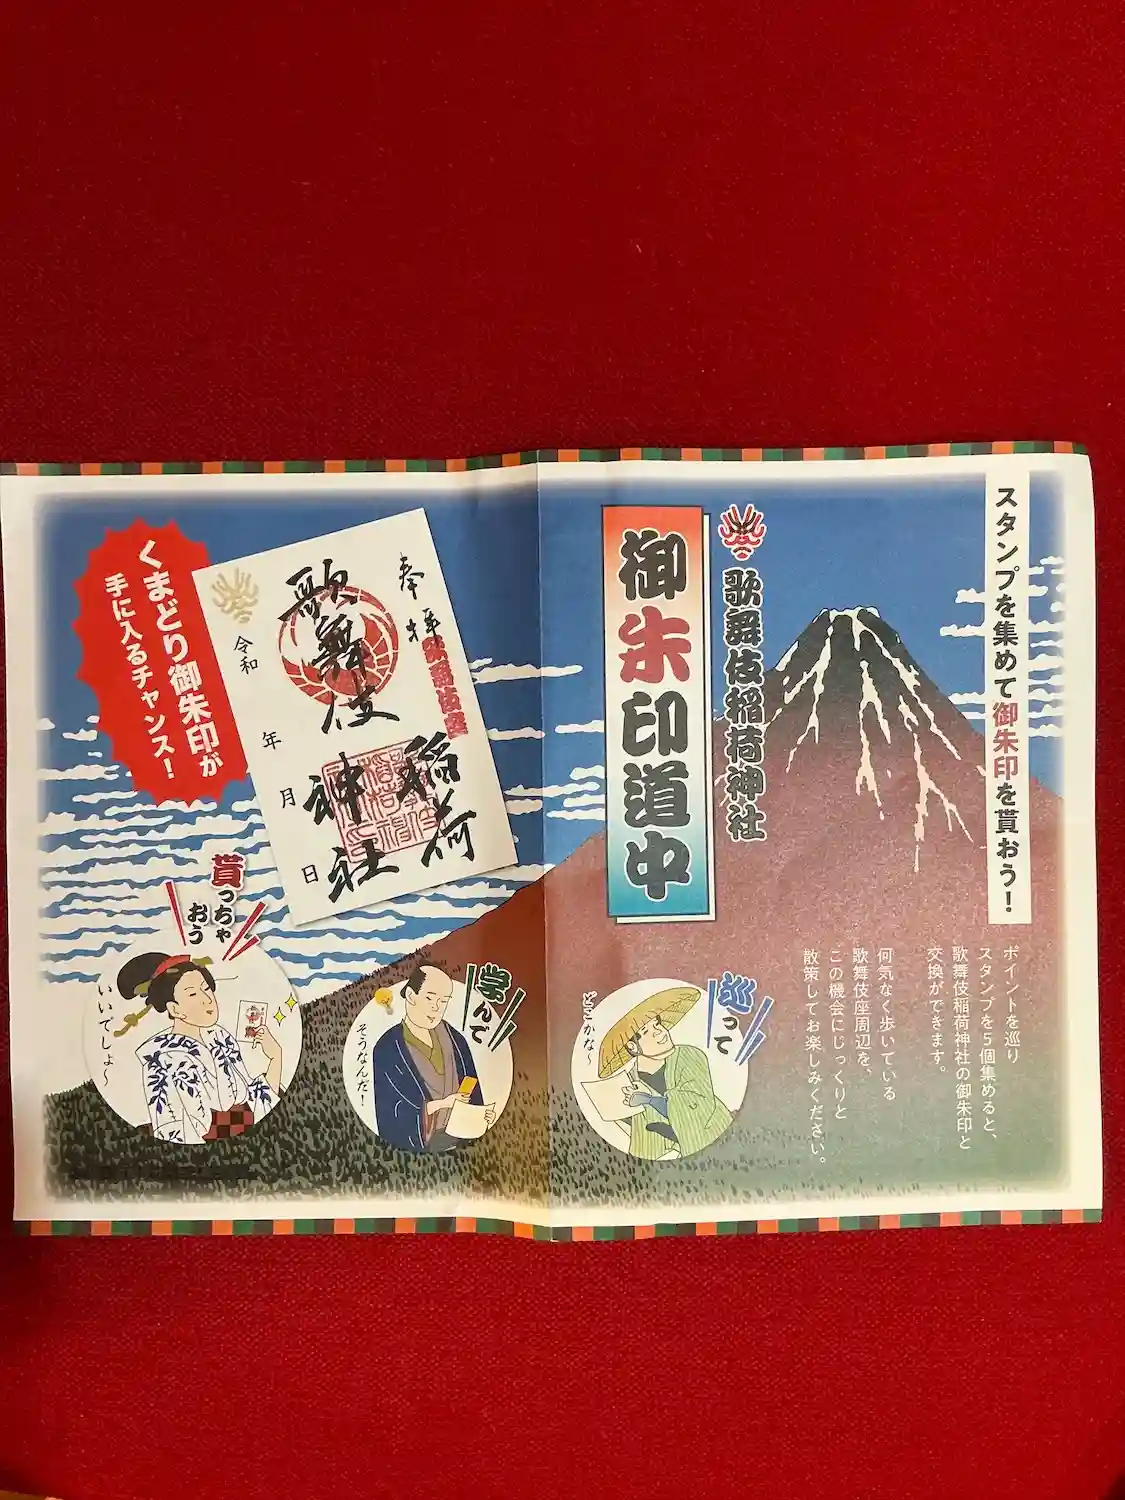 スタンプを集めて御朱印を貰おう！
歌舞伎稲荷神社
御朱印道中
ポイントを巡り
スタンプを５個集めると、
歌舞伎稲荷神社の御朱印と
交換ができます。
何気なく歩いている
歌舞伎座周辺を、
この機会にじっくりと
散策してお楽しみください。
巡って
どこかな～
学んで
そうなんだ！
貰っちゃ
おう
いいでしょ～
奉拝
歌舞伎座
歌舞伎
稲荷
神社
令和
年
月
日
くまどり御朱印が
手に入るチャンス！